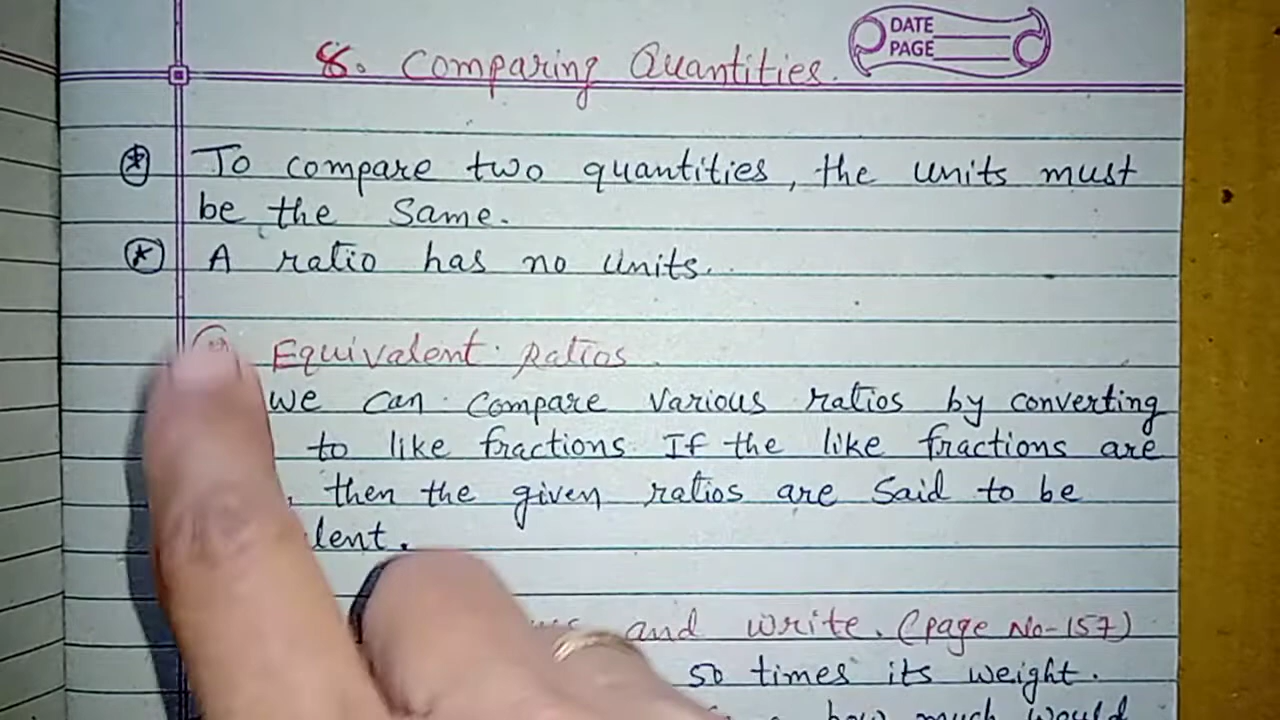 DATE
PAGE
8. Comparing Quantities.
To compare two quantities, the units must
be the same.
A ratio has no units.
Equivalent Ratios.
we can compare various ratios by converting
to like fractions. If the like fractions are
, then the given ratios are said to be
lent.
and write. (page No-157)
50 times its weight.
how much would